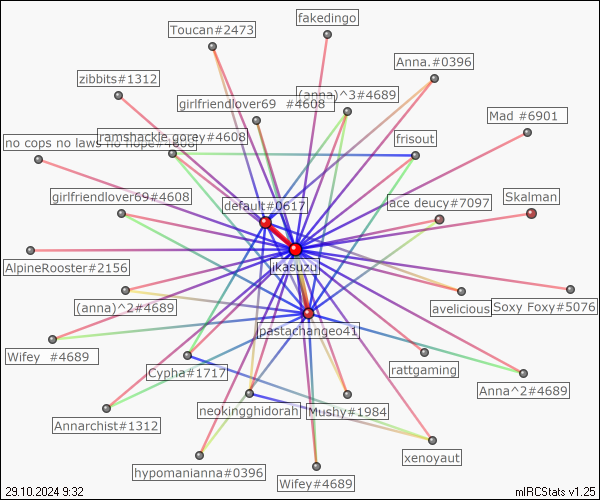 fakedingo
Toucan#2473
Anna.#0396
zibbits#1312
(anna)^3#4689
girlfriendlover69 #4608
Mad #6901
ramshackle.gorey#4608
no cops no laws no hope#4608
frisout
girlfriendlover69#4608
ace deucy#7097
Skalman
default#0617
AlpineRooster#2156
jikasuzu
(anna)^2#4689
avelicious
Soxy Foxy#5076
pastachangeo41
Wifey #4689
Cypha#1717
rattgaming
Anna^2#4689
neokingghidorah
Mushy#1984
Annarchist#1312
xenoyaut
hypomanianna#0396
Wifey#4689
29.10.2024 9:32
mIRCStats v1.25